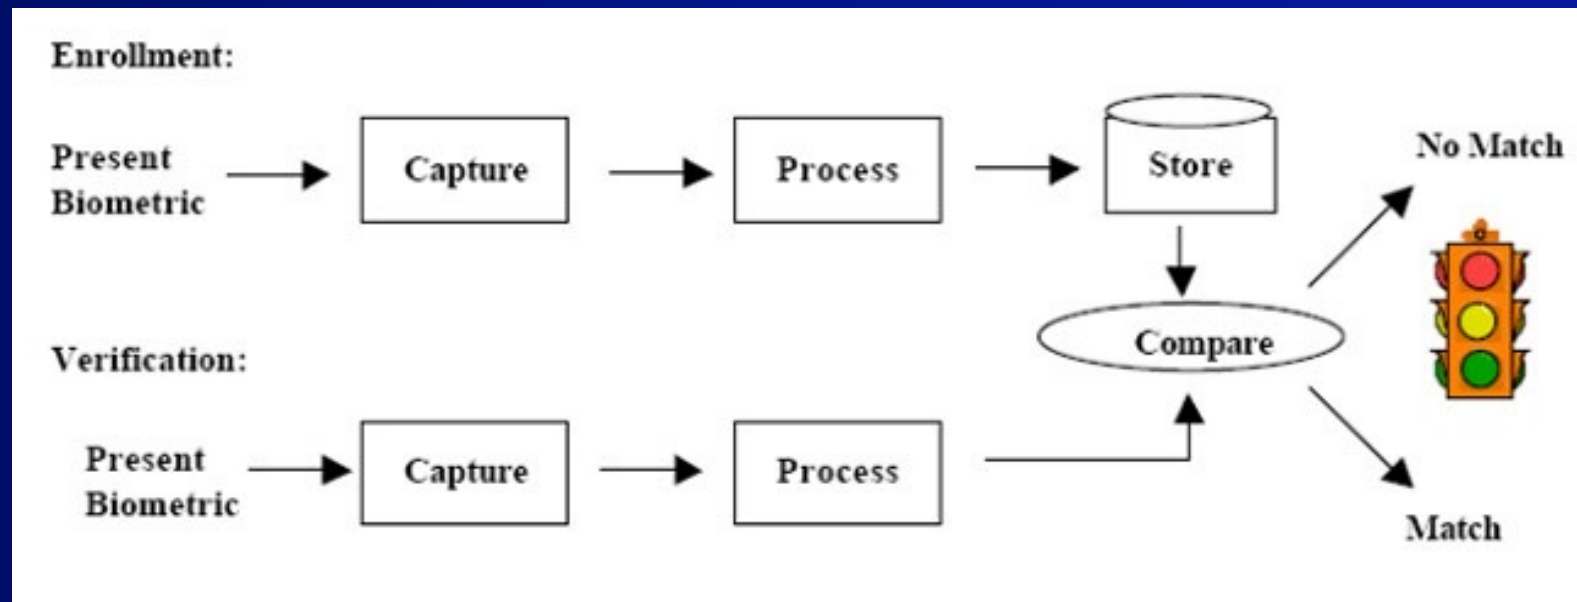 Enrollment:
Present
Biometric
Capture
Process
Store
No Match
Compare
Verification:
Present
Biometric
Capture
Process
Match